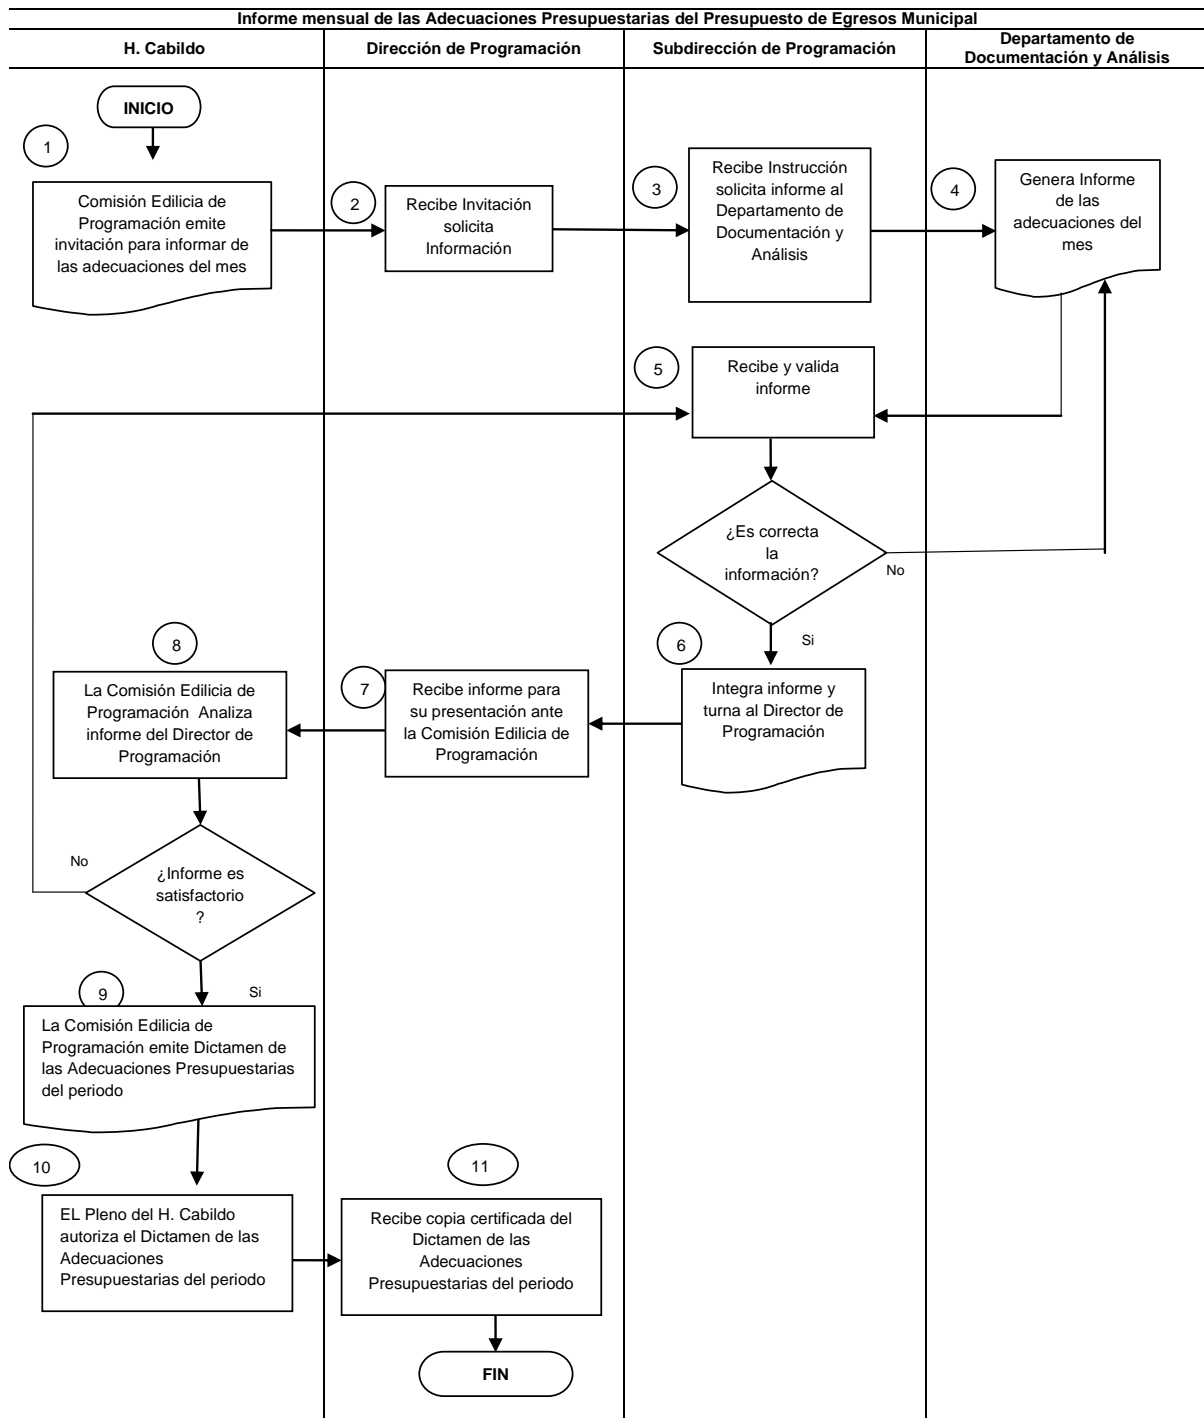 Informe mensual de las Adecuaciones Presupuestarias del Presupuesto de Egresos Municipal
H. Cabildo
Dirección de Programación
Subdirección de Programación
Departamento de
Documentación y Análisis
INICIO
1
Comisión Edilicia de
Programación emite
invitación para informar de
las adecuaciones del mes
2
Recibe Invitación
solicita
Información
3
Recibe Instrucción
solicita informe al
Departamento de
Documentación y
Análisis
4
Genera Informe
de las
adecuaciones del
mes
5
Recibe y valida
informe
¿Es correcta
la
información?
No
Si
6
Integra informe y
turna al Director de
Programación
7
Recibe informe para
su presentación ante
la Comisión Edilicia de
Programación
8
La Comisión Edilicia de
Programación Analiza
informe del Director de
Programación
¿Informe es
satisfactorio
?
No
Si
9
La Comisión Edilicia de
Programación emite Dictamen de
las Adecuaciones Presupuestarias
del periodo
10
EL Pleno del H. Cabildo
autoriza el Dictamen de las
Adecuaciones
Presupuestarias del periodo
11
Recibe copia certificada del
Dictamen de las
Adecuaciones
Presupuestarias del periodo
FIN